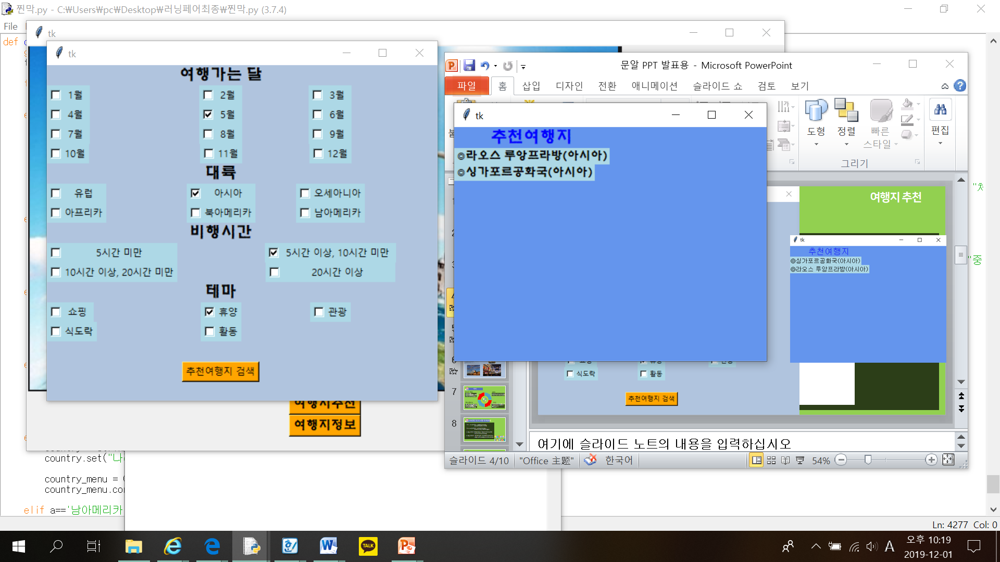 찐막.py - C:\Users\pc\Desktop\러닝페어최종\찐막.py (3.7.4)
File
def
tk
tk
여행가는 달
1월 2월 3월
4월 5월 6월
7월 8월 9월
10월 11월 12월
대륙
유럽 아시아 오세아니아
아프리카 북아메리카 남아메리카
비행시간
5시간 미만 5시간 이상, 10시간 미만
10시간 이상, 20시간 미만 20시간 이상
테마
쇼핑 휴양 관광
식도락 활동
추천여행지 검색
여행지추천
여행지정보
country.set("나
country_menu =
country_menu.co
elif a=='남아메리카
문알 PPT 발표용 - Microsoft PowerPoint
파일 홈 삽입 디자인 전환 애니메이션 슬라이드 쇼 검토 보기
도형 정렬 빠른 스타일 편집
그리기
tk
추천여행지
◎라오스 루앙프라방(아시아)
◎싱가포르공화국(아시아)
여행지 추천
tk
추천여행지
◎싱가포르공화국(아시아)
◎라오스 루앙프라방(아시아)
식도락 활동
추천여행지 검색
7
8
여기에 슬라이드 노트의 내용을 입력하십시오
슬라이드 4/10 "Office 主题" 한국어 54%
"중
Ln: 4277 Col: 0
TALK
A
오후 10:19
2019-12-01